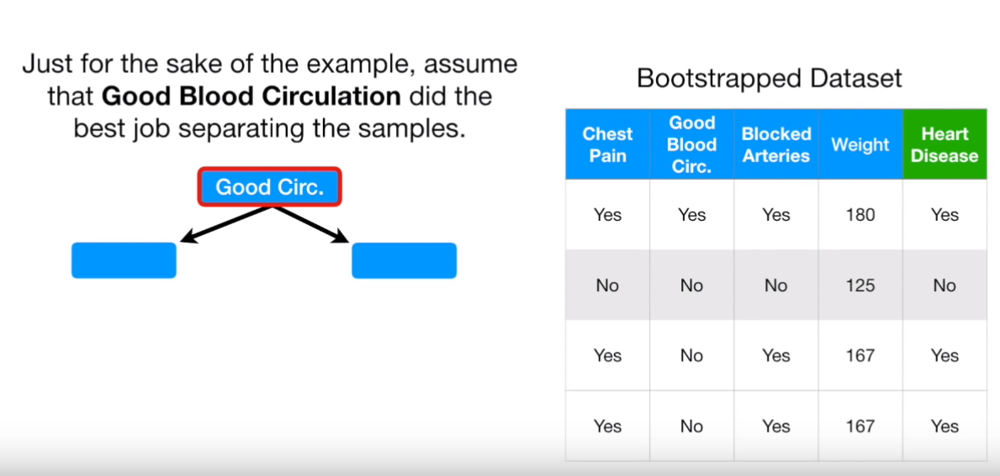 Just for the sake of the example, assume
that Good Blood Circulation did the
best job separating the samples.
Good Circ.
Bootstrapped Dataset
Chest Pain Good Blood Circ. Blocked Arteries Weight Heart Disease
Yes Yes Yes 180 Yes
No No No 125 No
Yes No Yes 167 Yes
Yes No Yes 167 Yes